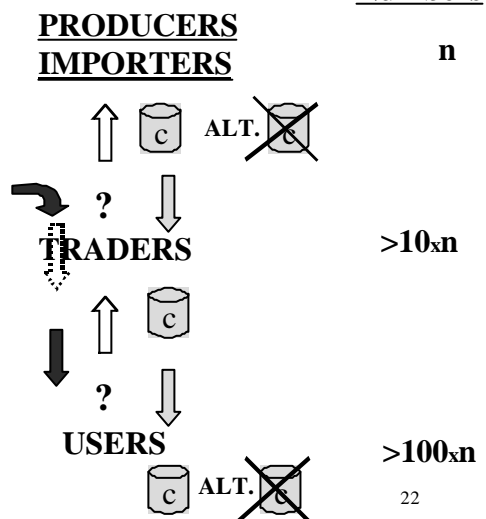 PRODUCERS
IMPORTERS
n
c ALT. c
?
TRADERS
>10xn
c
?
USERS
>100xn
c ALT. c
22